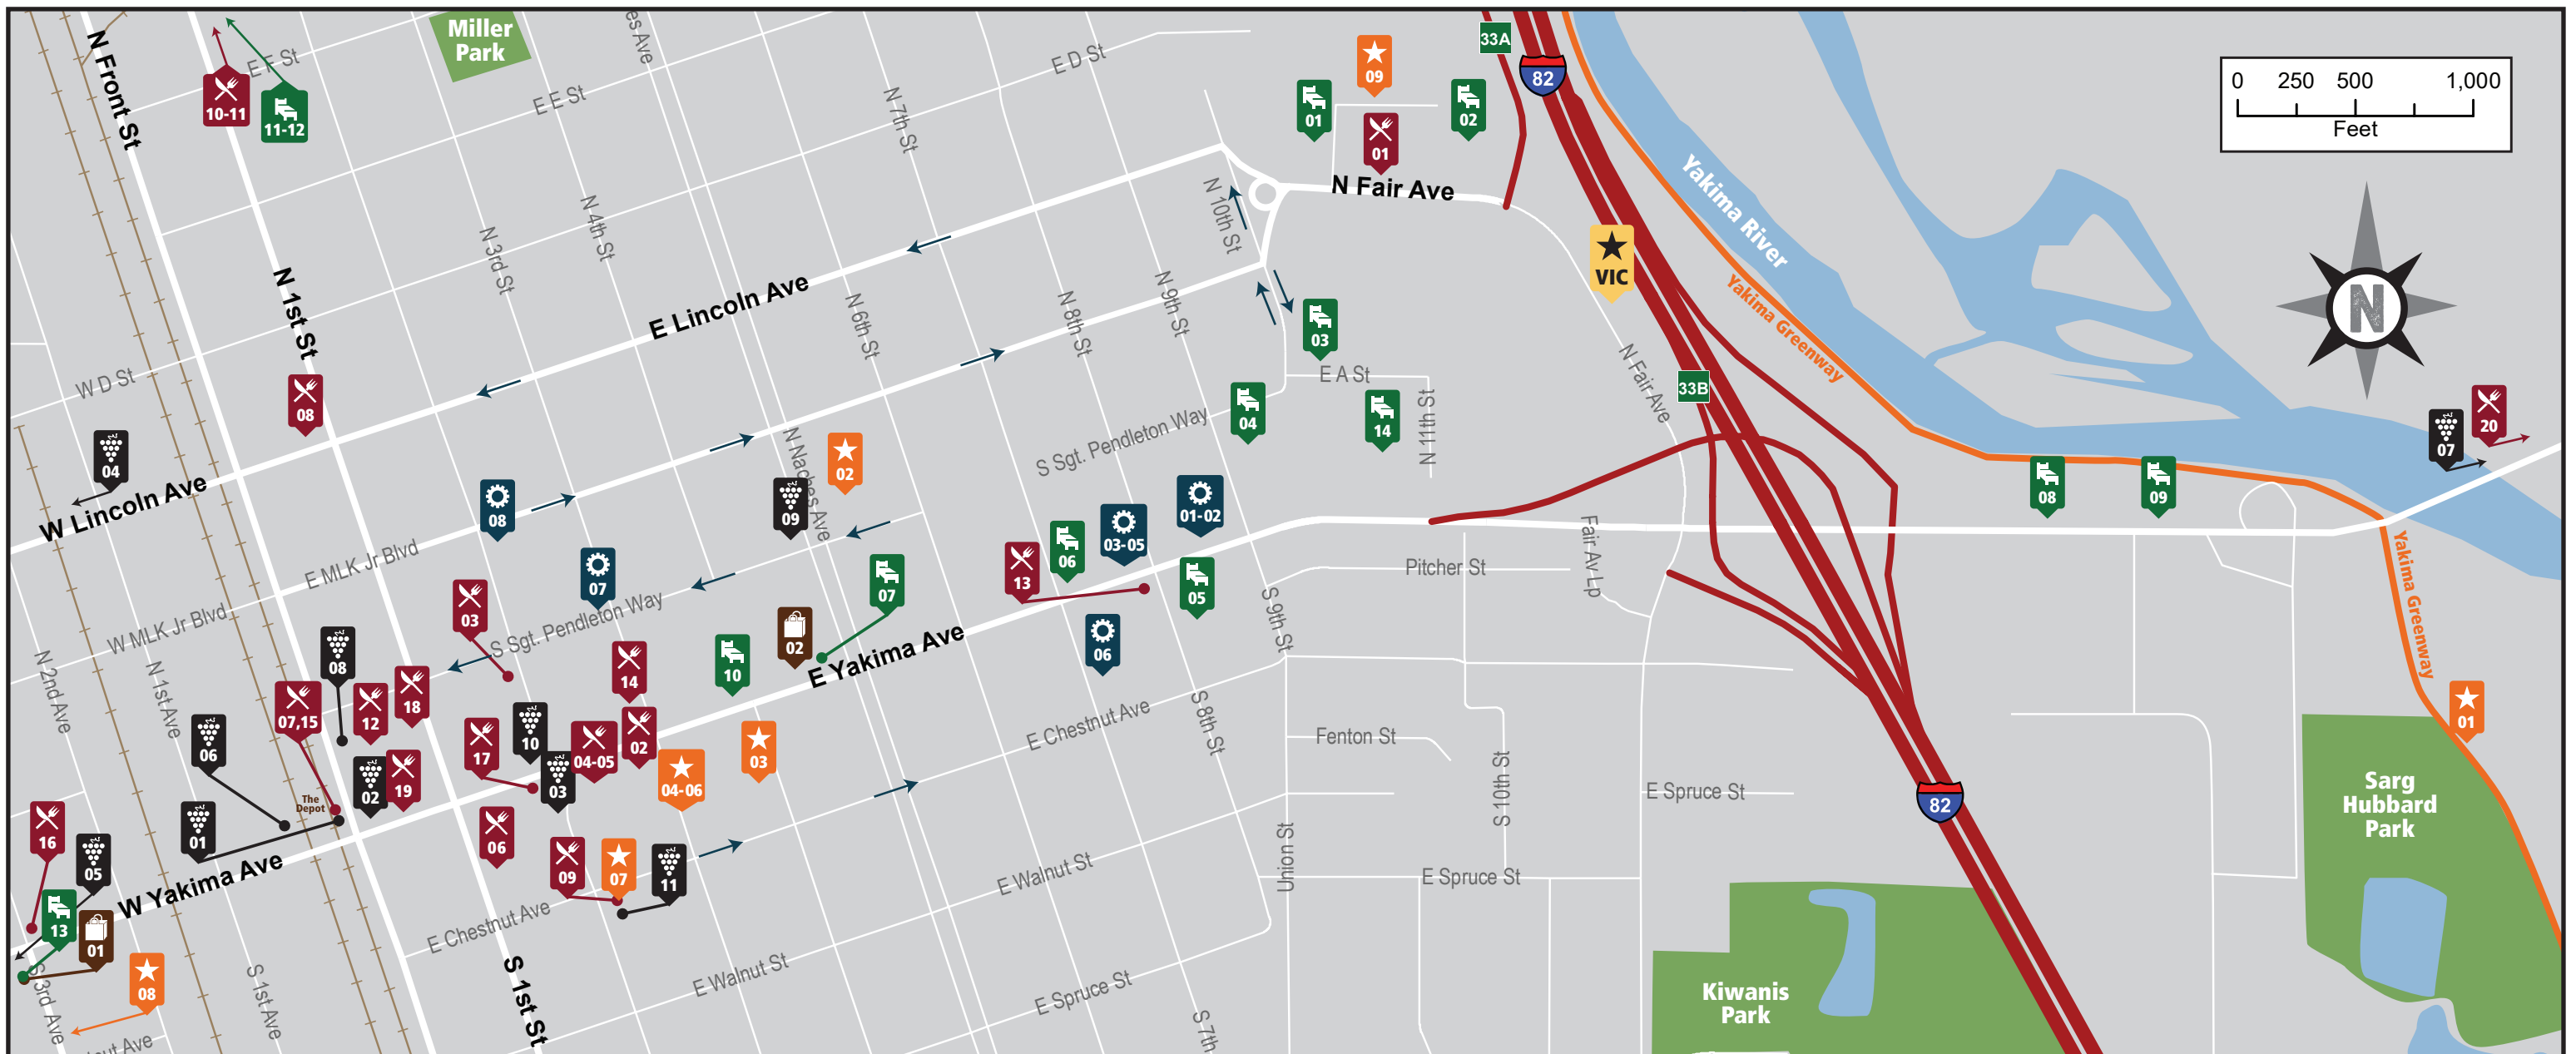 Miller
Park
N Front St
E F St
10-11
11-12
E E St
N 7th St
E D St
33A
82
09
01
02
01
N Fair Ave
0 250 500 1,000
Feet
N
Yakima River
Yakima Greenway
VIC
N 10th St
N 3rd St
N 4th St
N 1st St
E Lincoln Ave
N 6th St
N 8th St
N 9th St
03
E A St
N Fair Ave
33B
W D St
08
04
W Lincoln Ave
04
14
N 11th St
S Sgt. Pendleton Way
N Naches Ave
02
09
08
E MLK Jr Blvd
07
20
08
09
01-02
03-05
06
13
07
W MLK Jr Blvd
03
S Sgt. Pendleton Way
07
02
E Yakima Ave
05
06
Pitcher St
Fair Av Lp
S 9th St
Yakima Greenway
N 2nd Ave
N 1st Ave
08
07,15
12
18
14
10
06
17
10
04-05
02
03
03
04-06
E Chestnut Ave
S 8th St
Fenton St
S 10th St
E Spruce St
82
01
Sarg
Hubbard
Park
The
Depot
02
19
01
16
05
W Yakima Ave
06
09
07
11
E Chestnut Ave
E Walnut St
Union St
E Spruce St
13
01
08
S 3rd Ave
S 1st Ave
S 1st St
E Walnut St
E Spruce St
S 7th
Kiwanis
Park